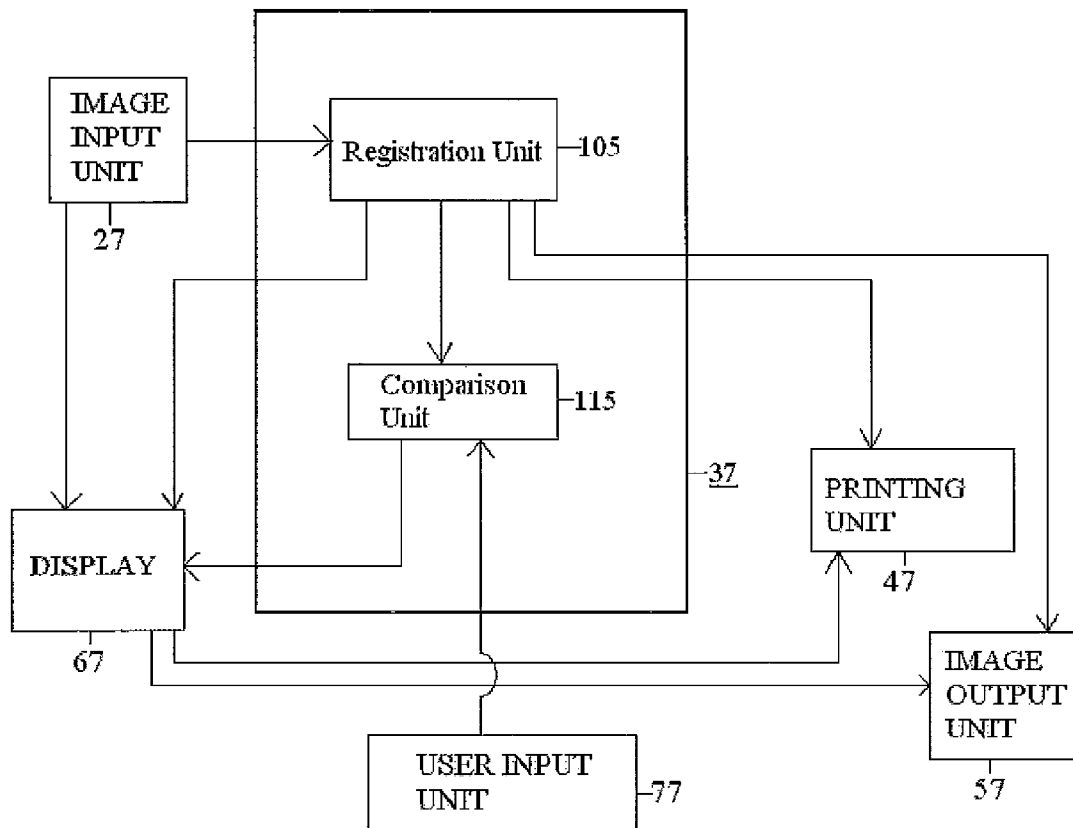 IMAGE
INPUT
UNIT
27
Registration Unit
105
Comparison
Unit
115
37
PRINTING
UNIT
47
DISPLAY
67
IMAGE
OUTPUT
UNIT
57
USER INPUT
UNIT
77